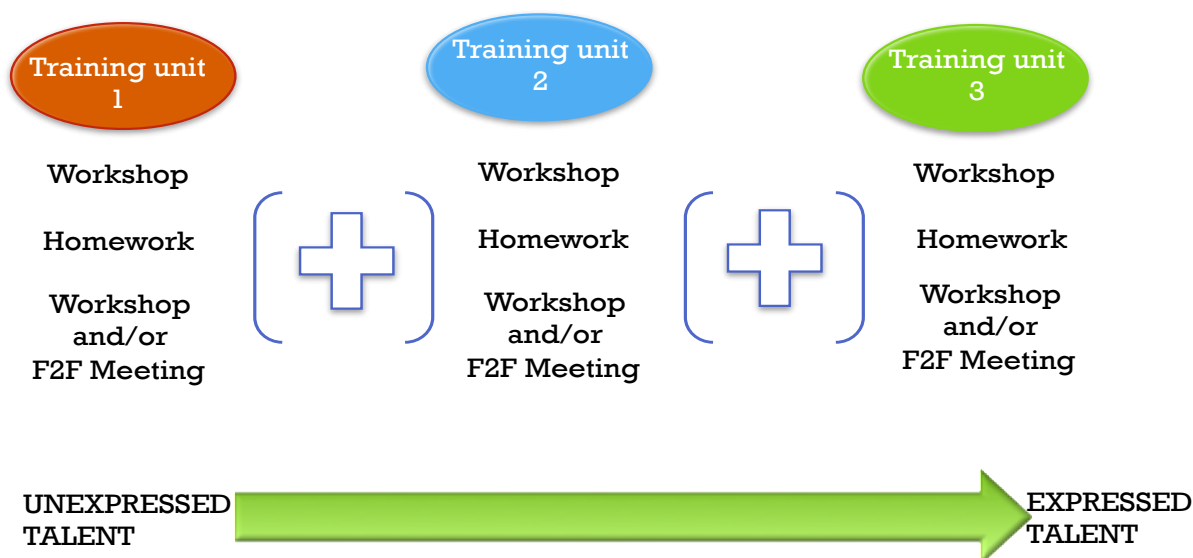 Training unit
1
Workshop
Homework
Workshop
and/or
F2F Meeting
Training unit
2
Workshop
Homework
Workshop
and/or
F2F Meeting
Training unit
3
Workshop
Homework
Workshop
and/or
F2F Meeting
UNEXPRESSED
TALENT
EXPRESSED
TALENT